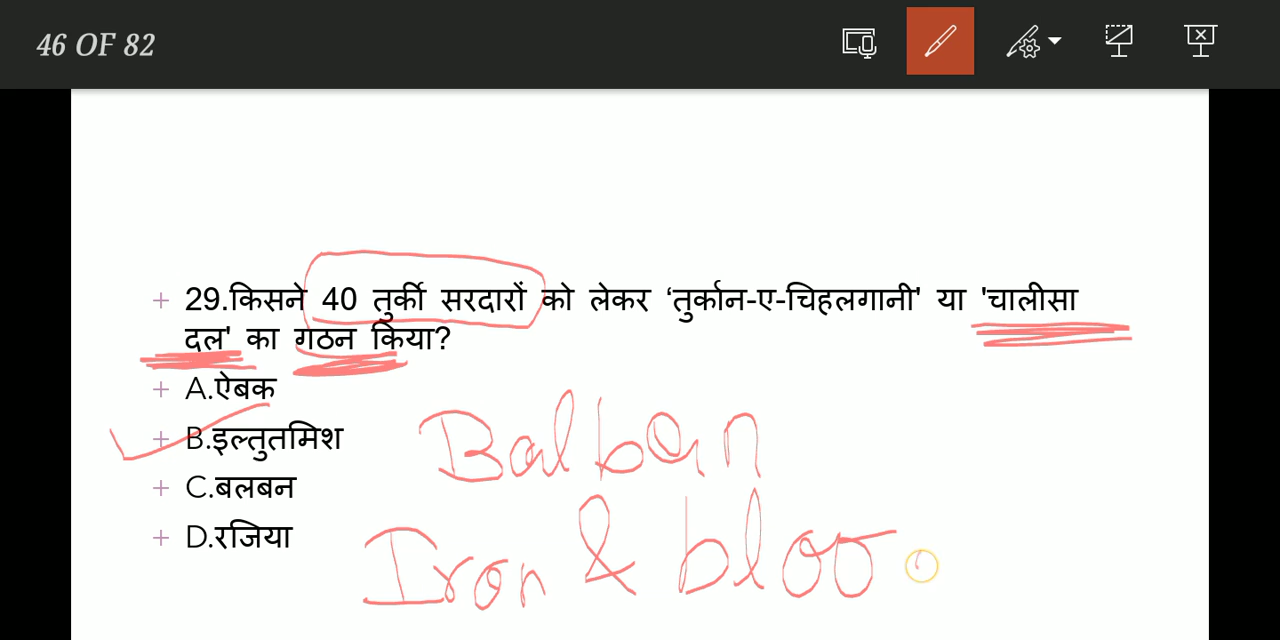 46 OF 82
+ 29.किसने 40 तुर्की सरदारों को लेकर ‘तुर्कान-ए-चिहलगानी' या 'चालीसा
दल' का गठन किया?
+ A.ऐबक
+ B.इल्तुतमिश
+ C.बलबन
+ D.रजिया
Balban
Iron & bloo